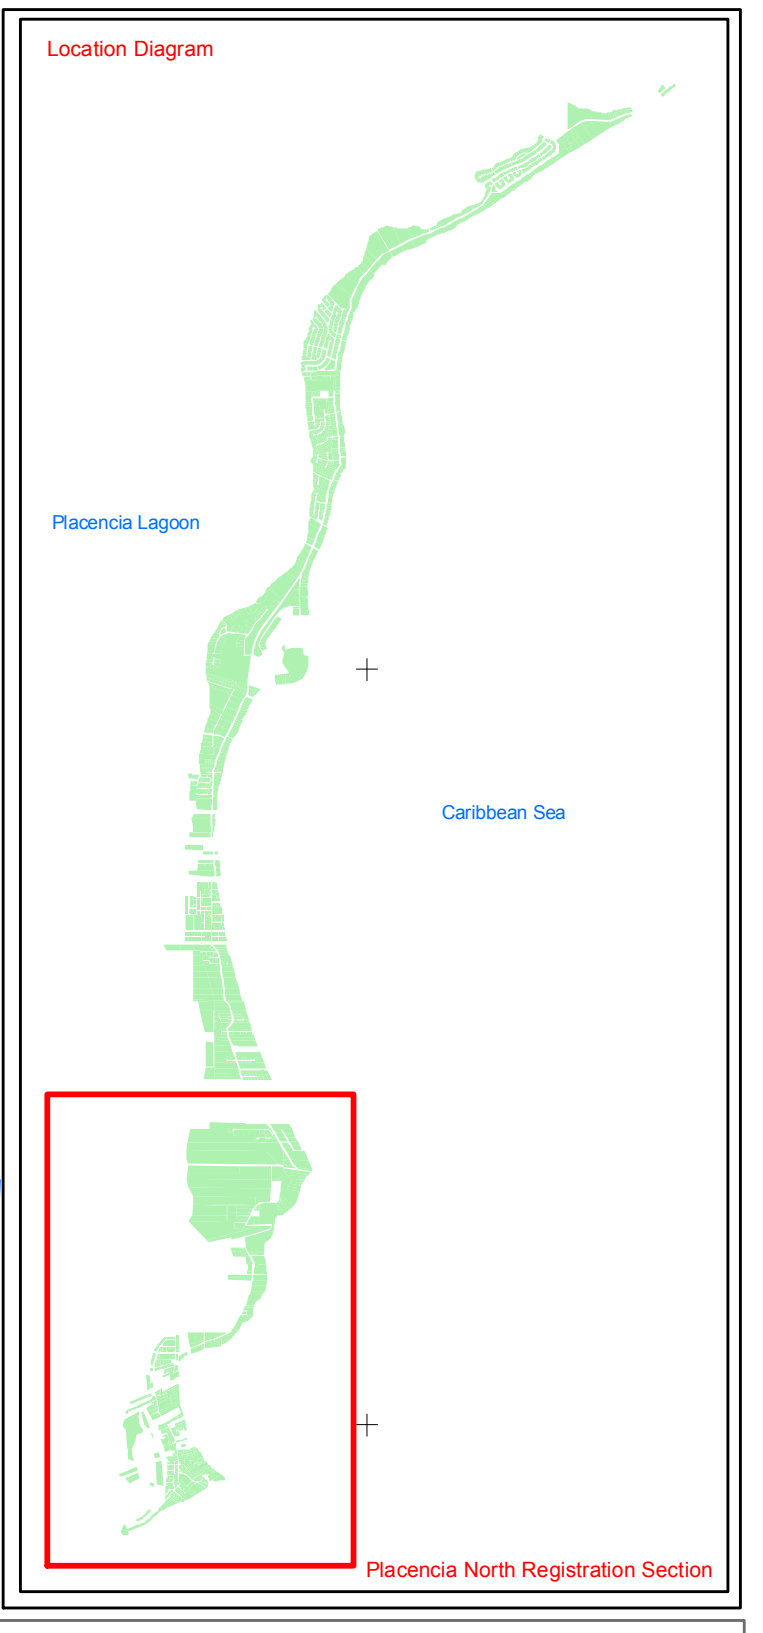 Location Diagram
Placencia Lagoon
Caribbean Sea
Placencia North Registration Section